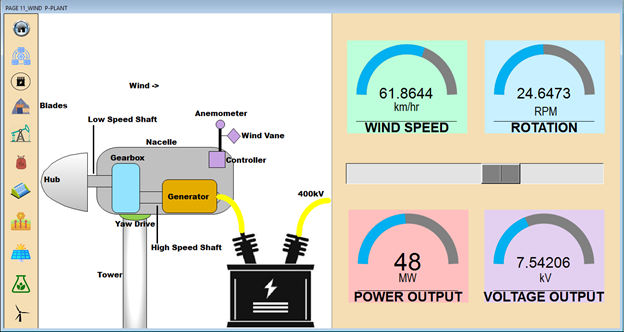 PAGE 11_WIND P-PLANT
Wind ->
Blades
Low Speed Shaft
Anemometer
Wind Vane
Nacelle
Controller
Gearbox
Hub
Generator
400kV
Yaw Drive
High Speed Shaft
Tower
61.8644
km/hr
WIND SPEED
24.6473
RPM
ROTATION
48
MW
POWER OUTPUT
7.54206
kV
VOLTAGE OUTPUT